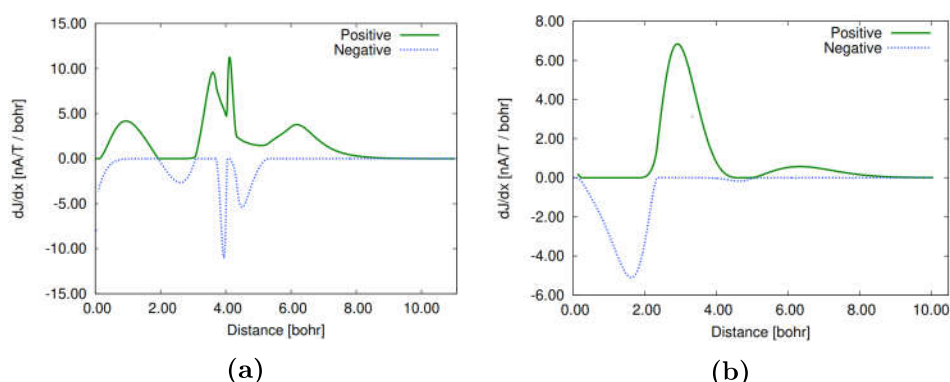 15.00
10.00
5.00
0.00
-5.00
-10.00
-15.00
dJ/dx [nA/T / bohr]
Positive
Negative
0.00 2.00 4.00 6.00 8.00 10.00
Distance [bohr]
(a)
8.00
6.00
4.00
2.00
0.00
-2.00
-4.00
-6.00
dJ/dx [nA/T / bohr]
Positive
Negative
0.00 2.00 4.00 6.00 8.00 10.00
Distance [bohr]
(b)